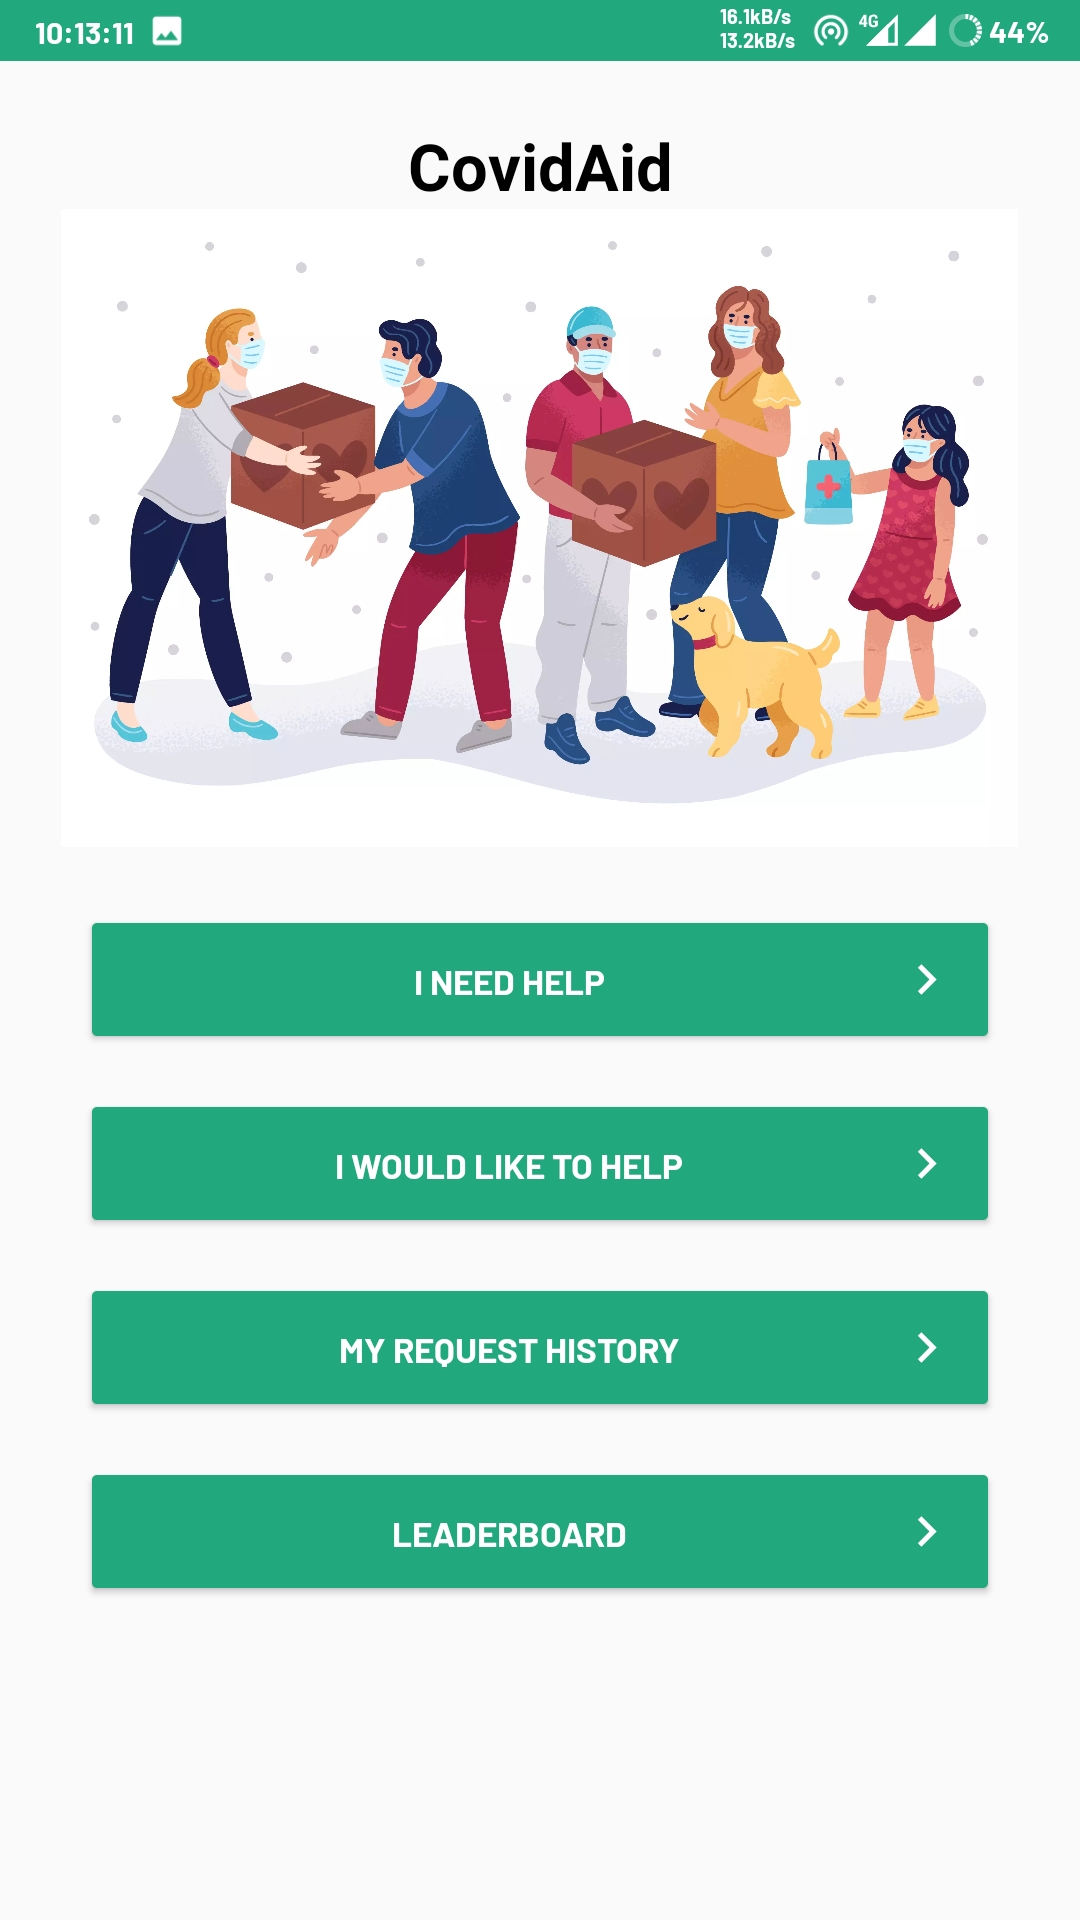 10:13:11
16.1kB/s
13.2kB/s
4G
44%
CovidAid
I NEED HELP
I WOULD LIKE TO HELP
MY REQUEST HISTORY
LEADERBOARD